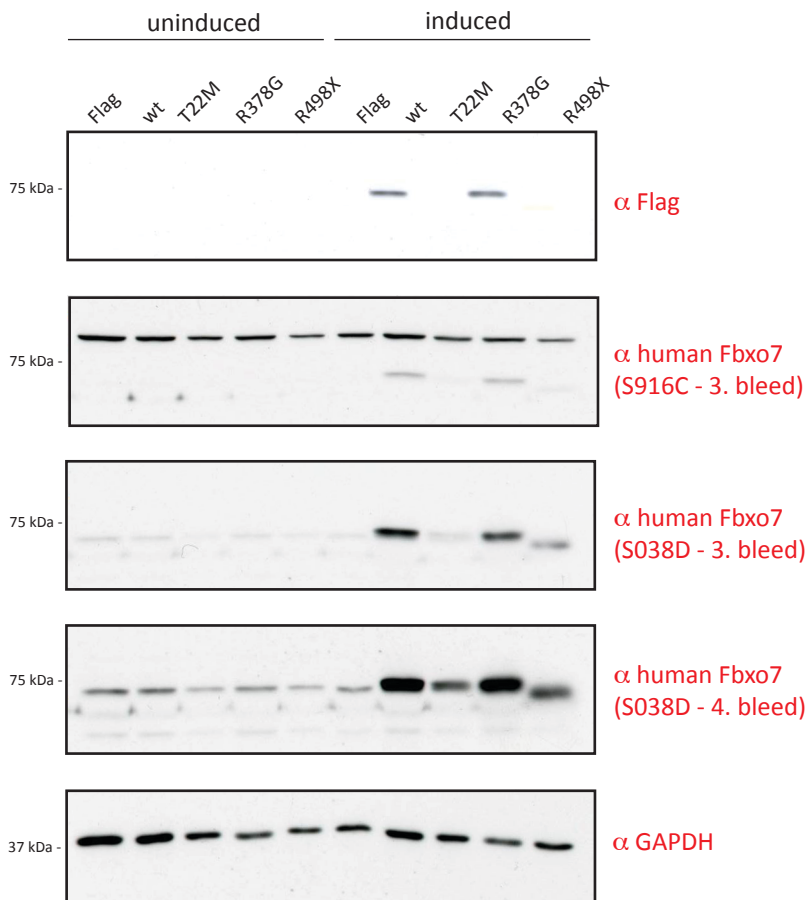 uninduced induced
Flag wt T22M R378G R498X Flag wt T22M R378G R498X
75 kDa -
α Flag
75 kDa -
α human Fbxo7
(S916C - 3. bleed)
75 kDa -
α human Fbxo7
(S038D - 3. bleed)
75 kDa -
α human Fbxo7
(S038D - 4. bleed)
37 kDa -
α GAPDH